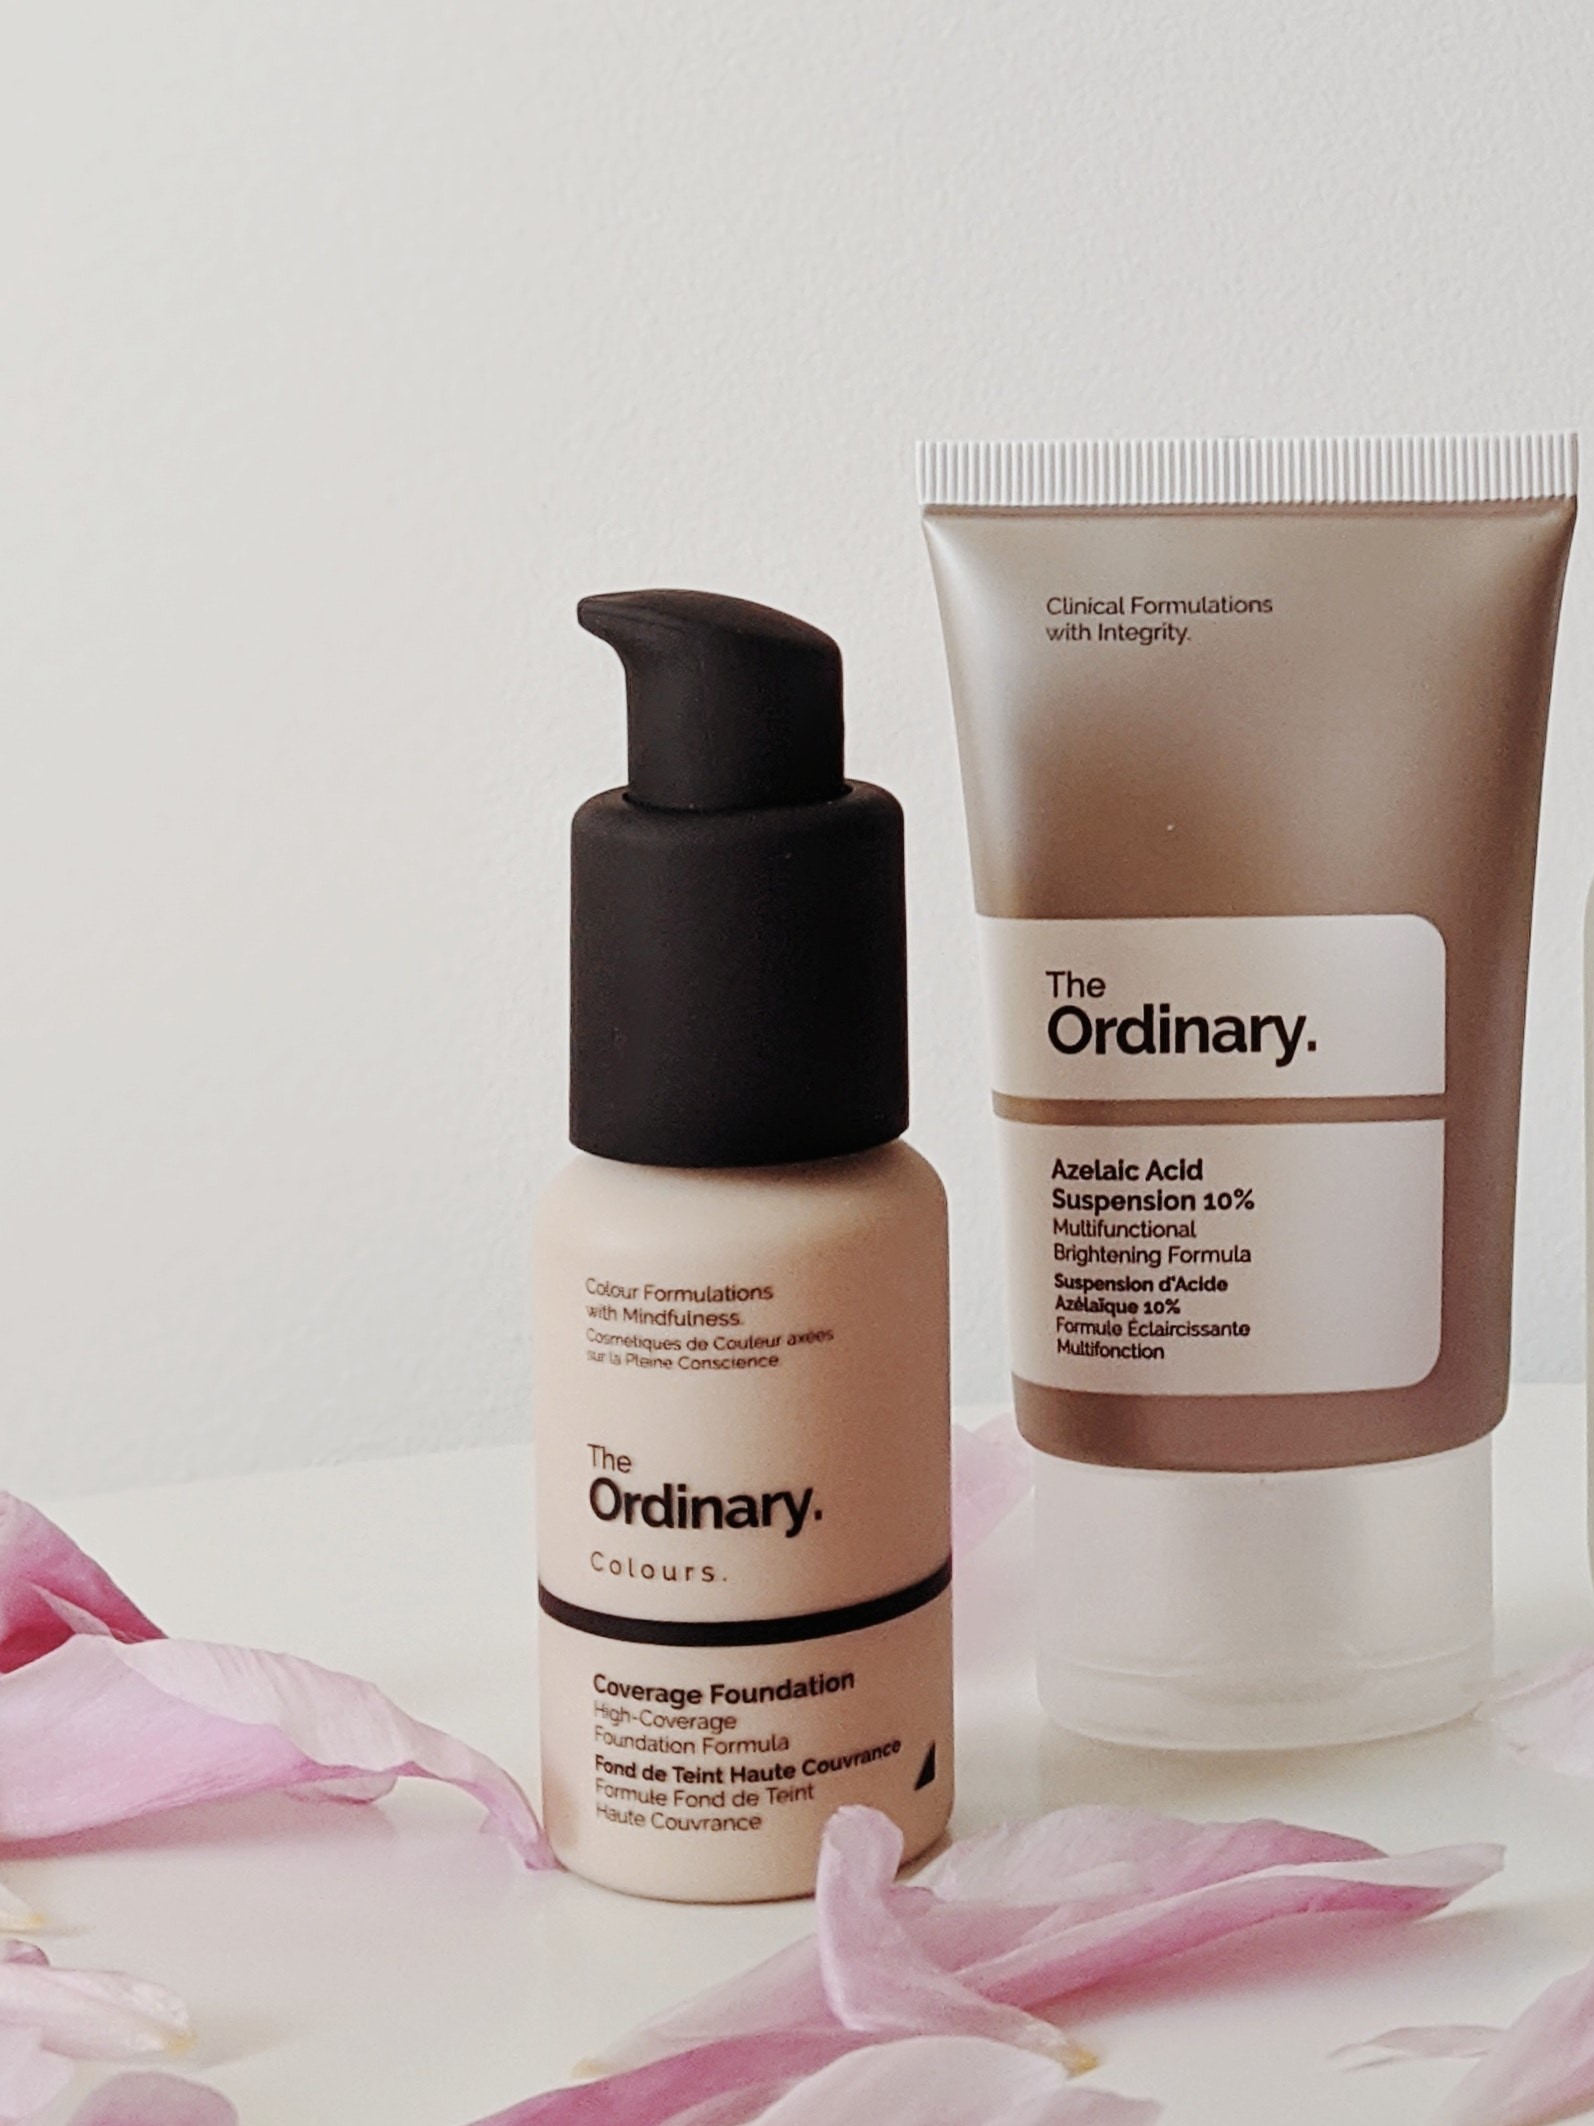 Clinical Formulations
with Integrity.
The
Ordinary.
Azelaic Acid
Suspension 10%
Multifunctional
Brightening Formula
Suspension d'Acide
Azélaïque 10%
Formule Éclaircissante
Multifonction
Colour Formulations
with Mindfulness.
Cosmétiques de Couleur axées
sur la Pleine Conscience
The
Ordinary.
Colours.
Coverage Foundation
High-Coverage
Foundation Formula
Fond de Teint Haute Couvrance
Formule Fond de Teint
Haute Couvrance